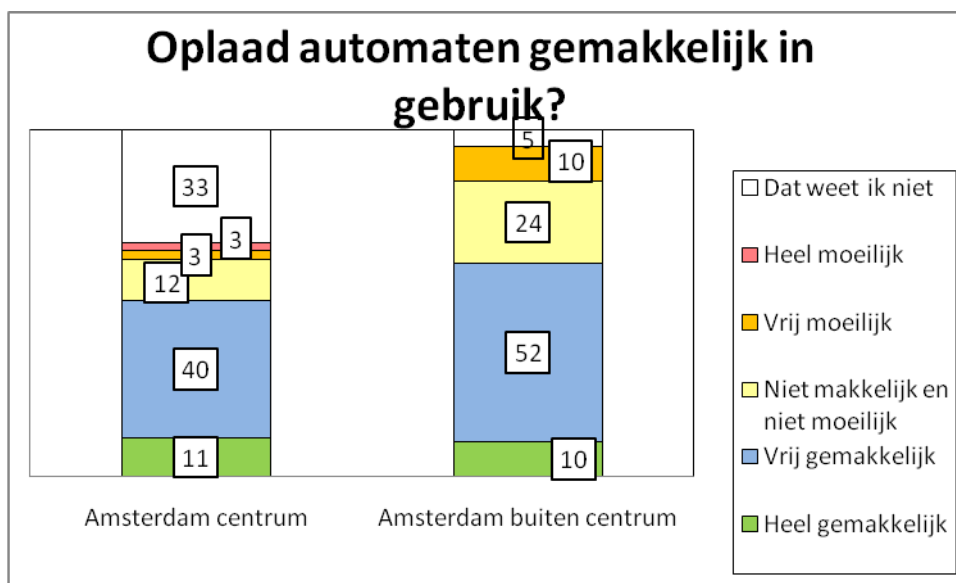 Oplaad automaten gemakkelijk in
gebruik?
5
10
33
24
3
3
12
52
40
11
10
Amsterdam centrum
Amsterdam buiten centrum
Dat weet ik niet
Heel moeilijk
Vrij moeilijk
Niet makkelijk en
niet moeilijk
Vrij gemakkelijk
Heel gemakkelijk